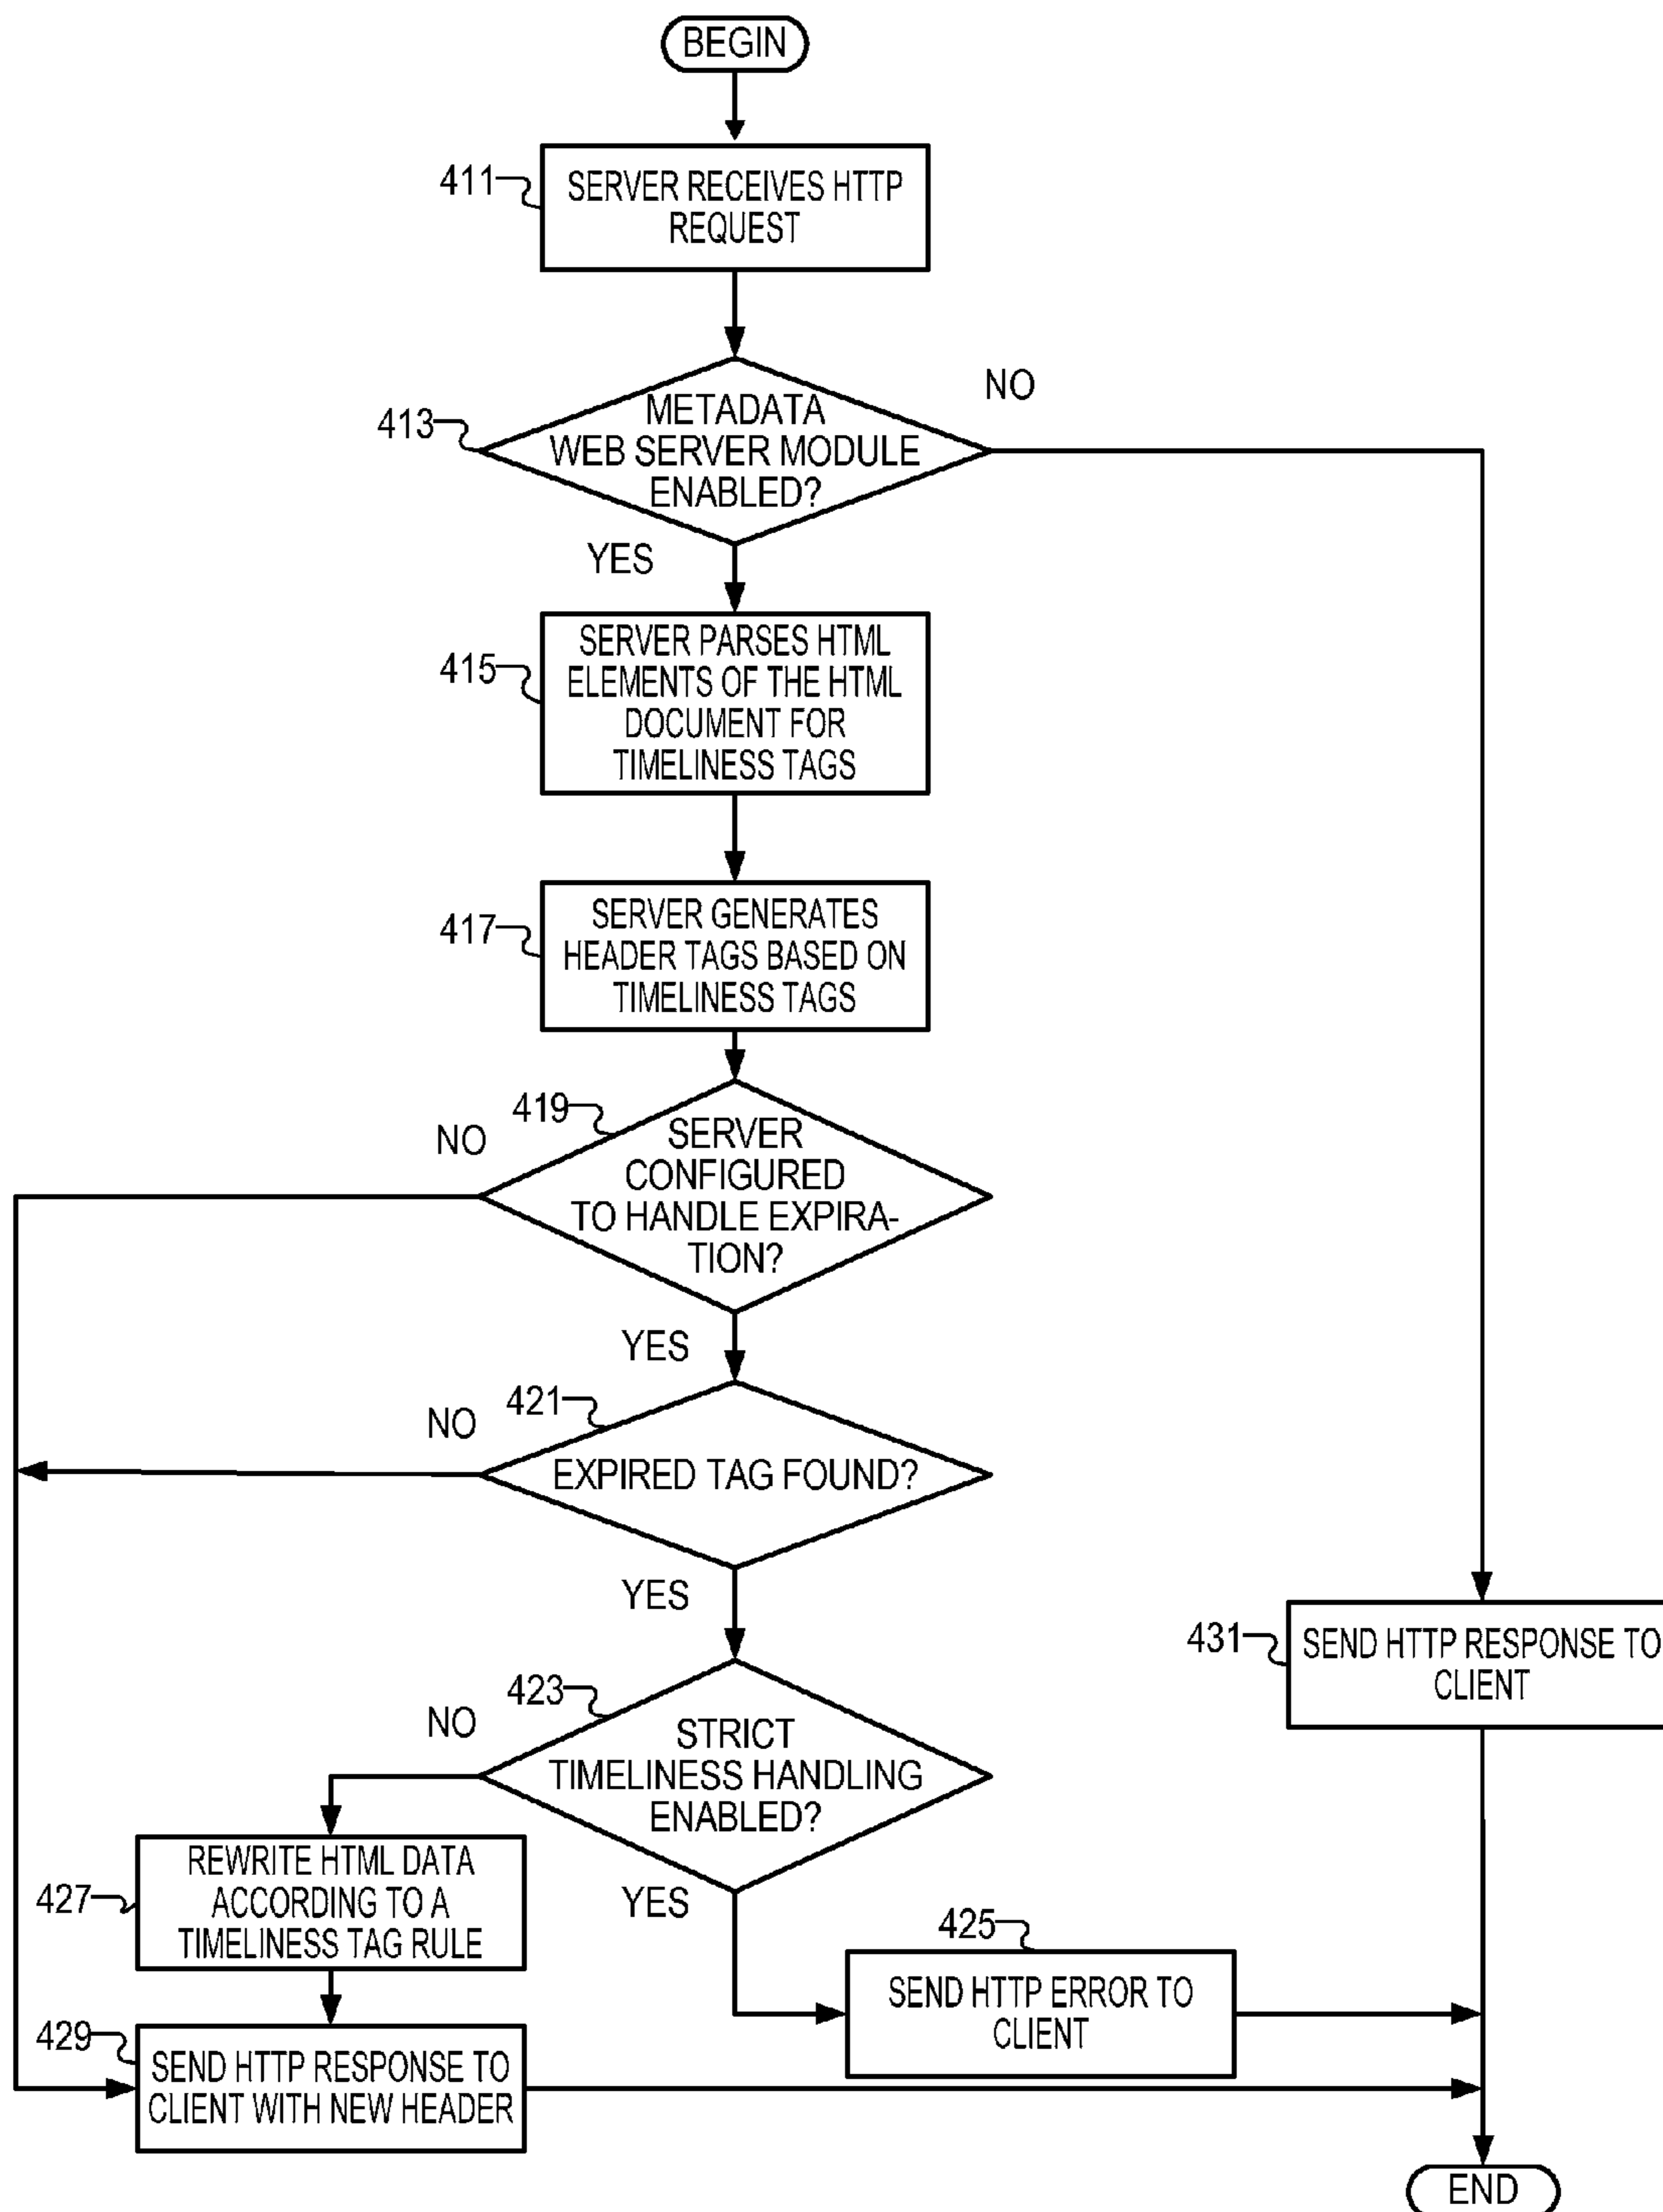 BEGIN
411
SERVER RECEIVES HTTP
REQUEST
413
METADATA
WEB SERVER MODULE
ENABLED?
NO
YES
415
SERVER PARSES HTML
ELEMENTS OF THE HTML
DOCUMENT FOR
TIMELINESS TAGS
417
SERVER GENERATES
HEADER TAGS BASED ON
TIMELINESS TAGS
419
NO
SERVER
CONFIGURED
TO HANDLE EXPIRA-
TION?
YES
421
NO
EXPIRED TAG FOUND?
YES
423
NO
STRICT
TIMELINESS HANDLING
ENABLED?
YES
431
SEND HTTP RESPONSE TO
CLIENT
427
REWRITE HTML DATA
ACCORDING TO A
TIMELINESS TAG RULE
425
SEND HTTP ERROR TO
CLIENT
429
SEND HTTP RESPONSE TO
CLIENT WITH NEW HEADER
END